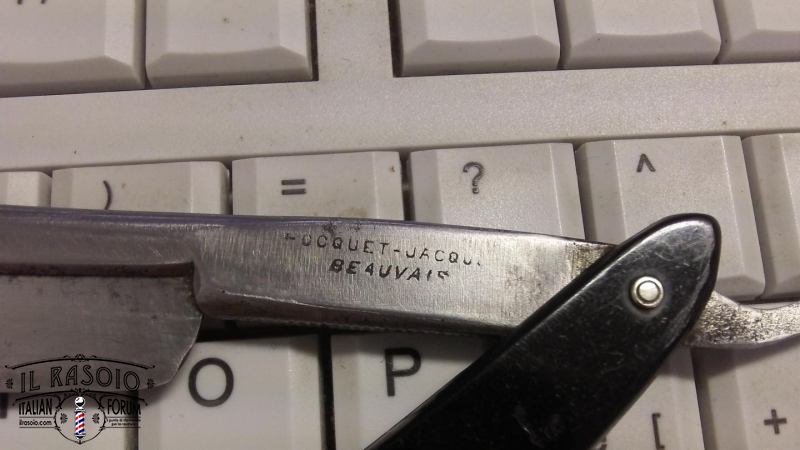 )
=
?
^
OCQUET-JACQU
BEAUVAIS
O
P
+
IL RASOIO
ITALIAN FORUM
ilrasoio.com